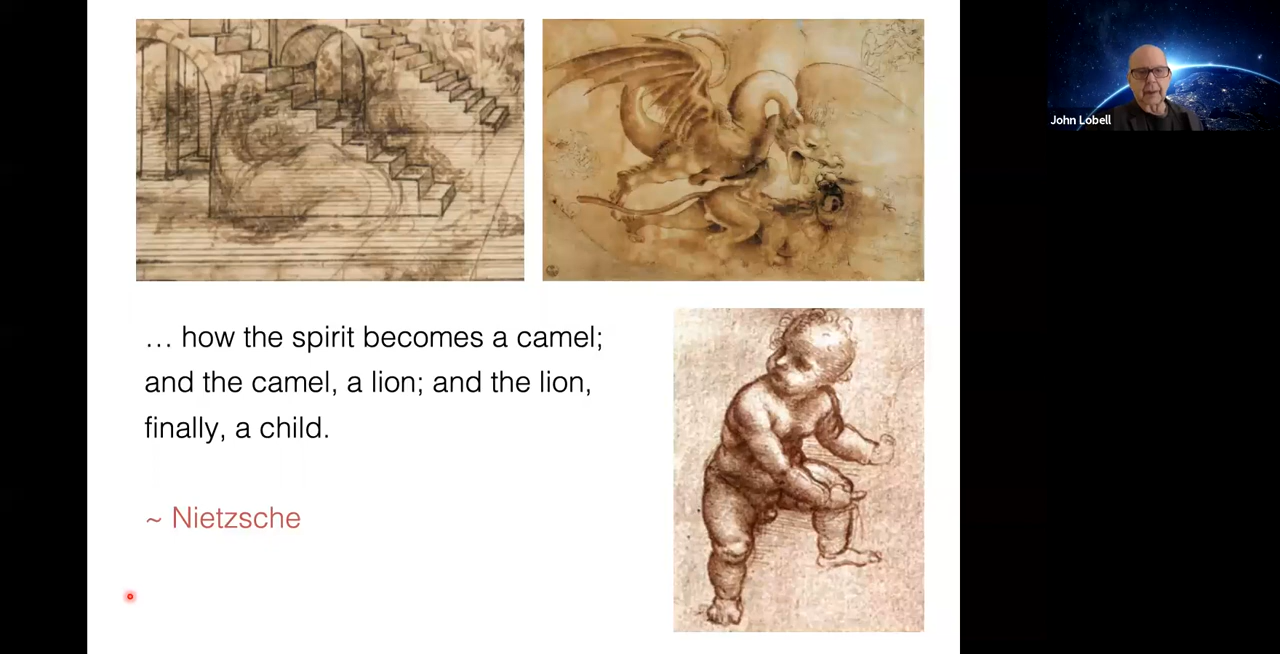 John Lobell
… how the spirit becomes a camel;
and the camel, a lion; and the lion,
finally, a child.
~ Nietzsche